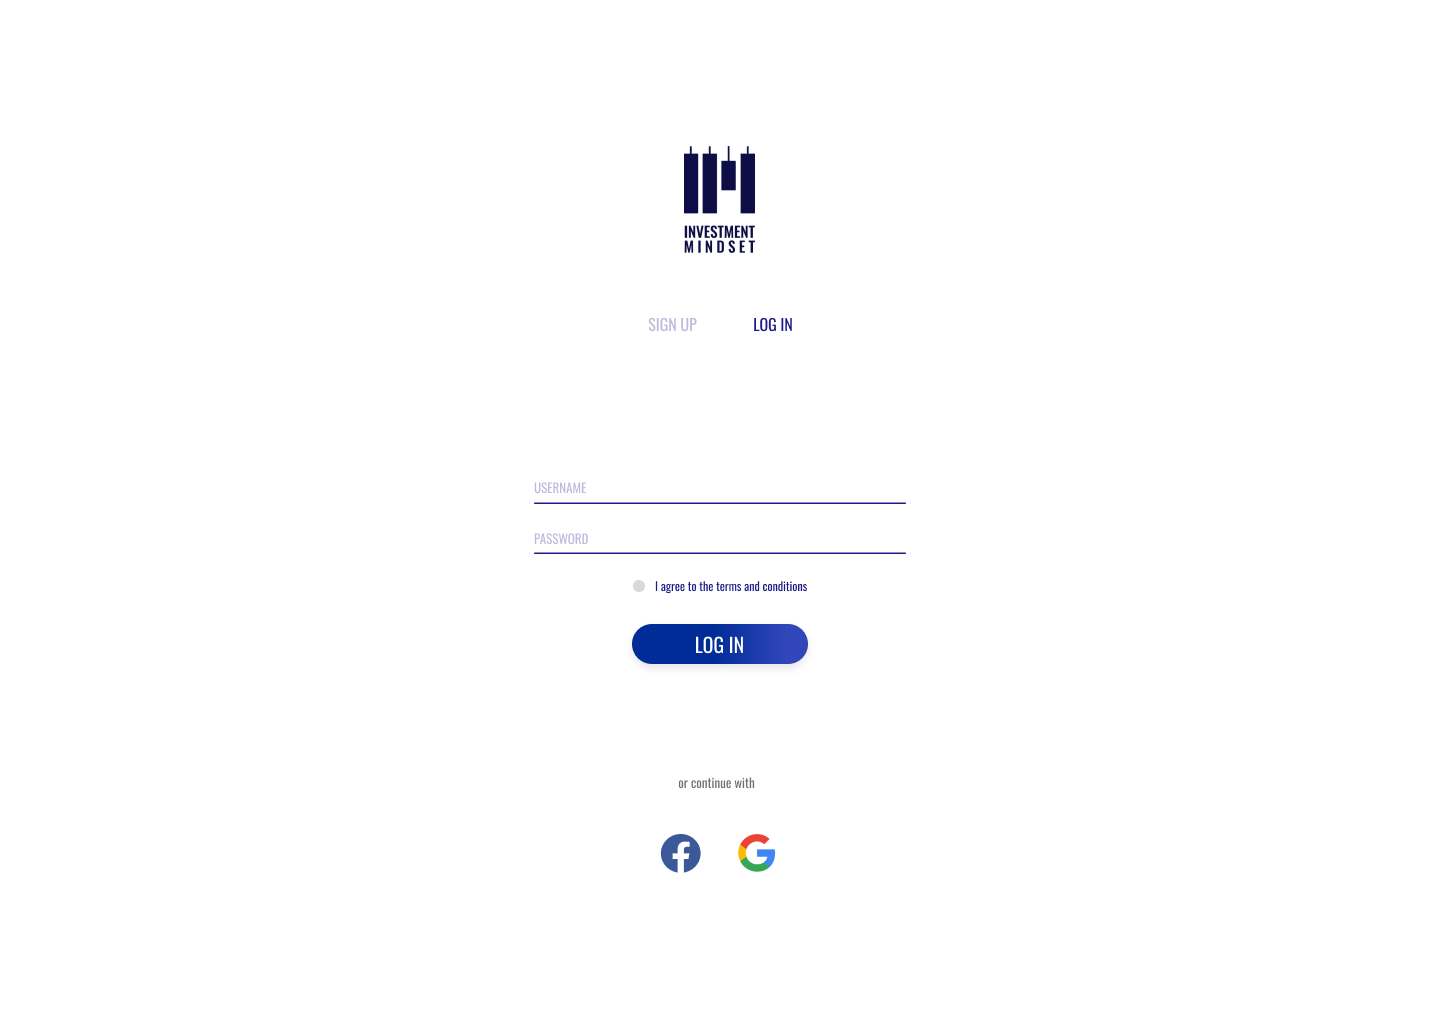 INVESTMENT
MINDSET
SIGN UP LOG IN
USERNAME
PASSWORD
I agree to the terms and conditions
LOG IN
or continue with